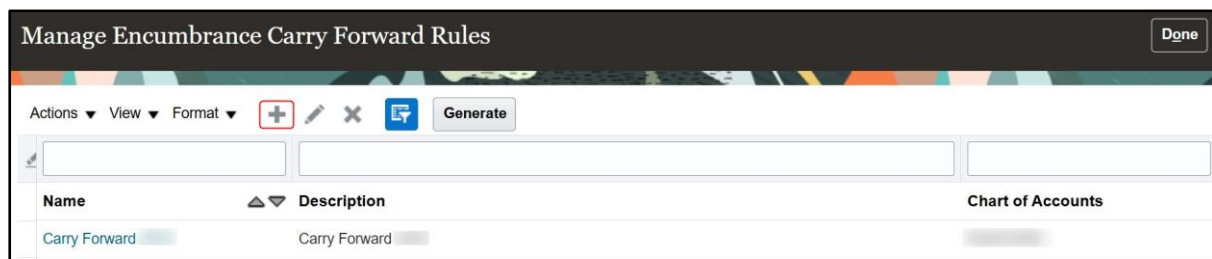 Manage Encumbrance Carry Forward Rules
Done
Actions View Format Generate
Name Description Chart of Accounts
Carry Forward Carry Forward